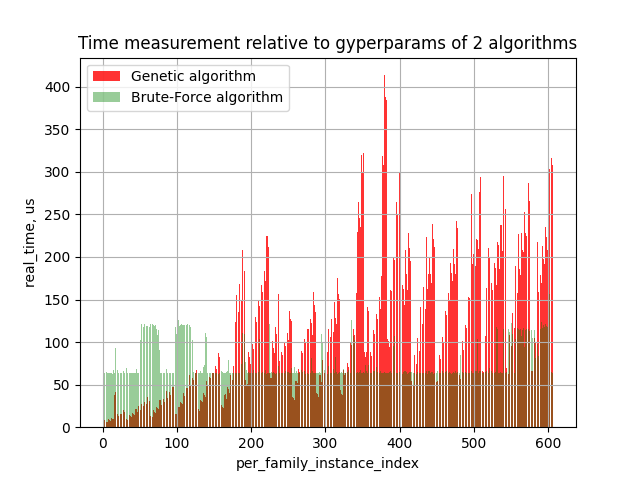 Time measurement relative to gyperparams of 2 algorithms
Genetic algorithm
Brute-Force algorithm
real_time, us
400
350
300
250
200
150
100
50
0
0 100 200 300 400 500 600
per_family_instance_index